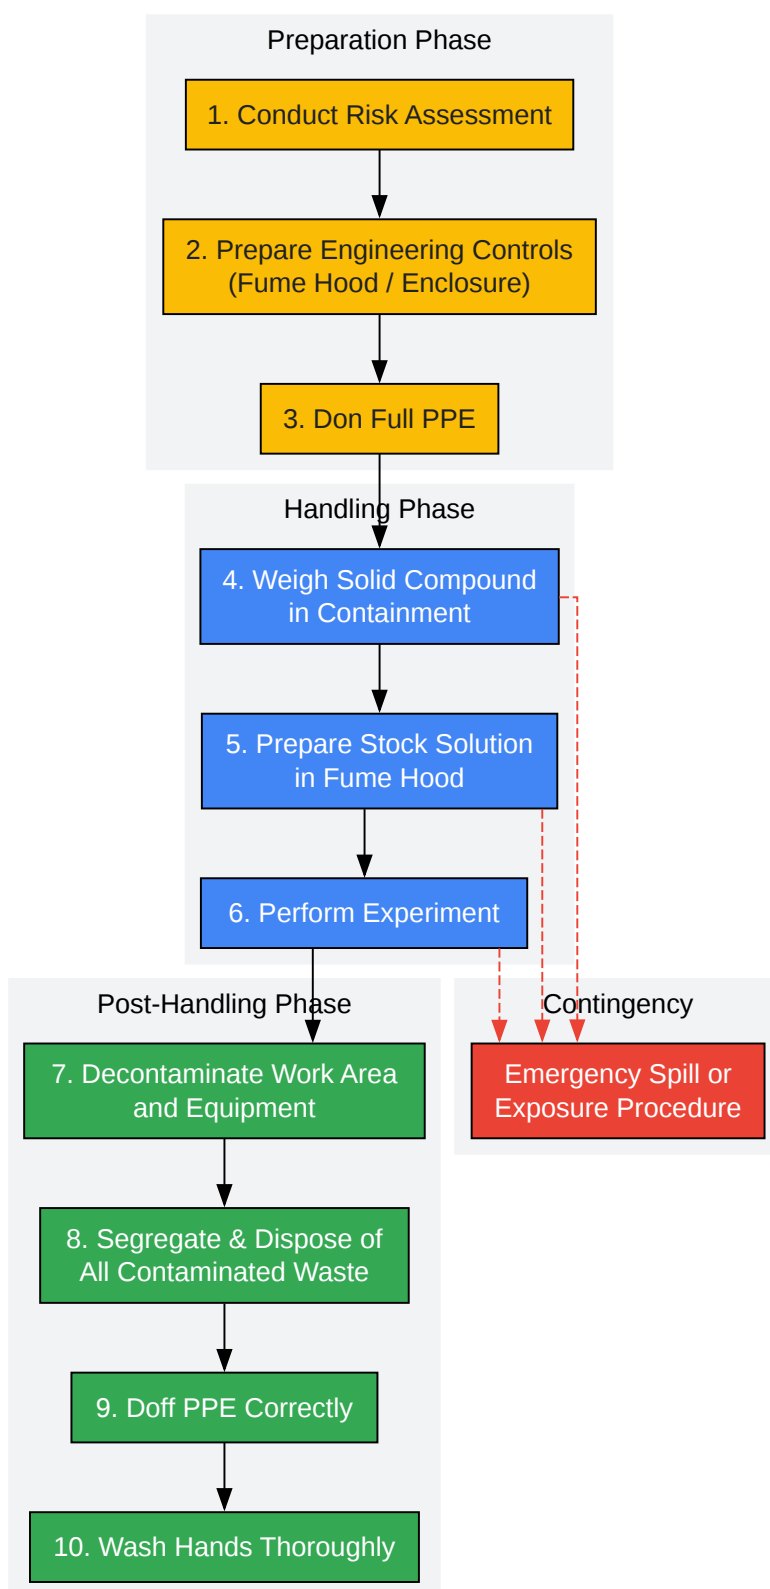 Preparation Phase
1. Conduct Risk Assessment
2. Prepare Engineering Controls
(Fume Hood / Enclosure)
3. Don Full PPE
Handling Phase
4. Weigh Solid Compound
in Containment
5. Prepare Stock Solution
in Fume Hood
6. Perform Experiment
Post-Handling Phase
7. Decontaminate Work Area
and Equipment
8. Segregate & Dispose of
All Contaminated Waste
9. Doff PPE Correctly
10. Wash Hands Thoroughly
Contingency
Emergency Spill or
Exposure Procedure